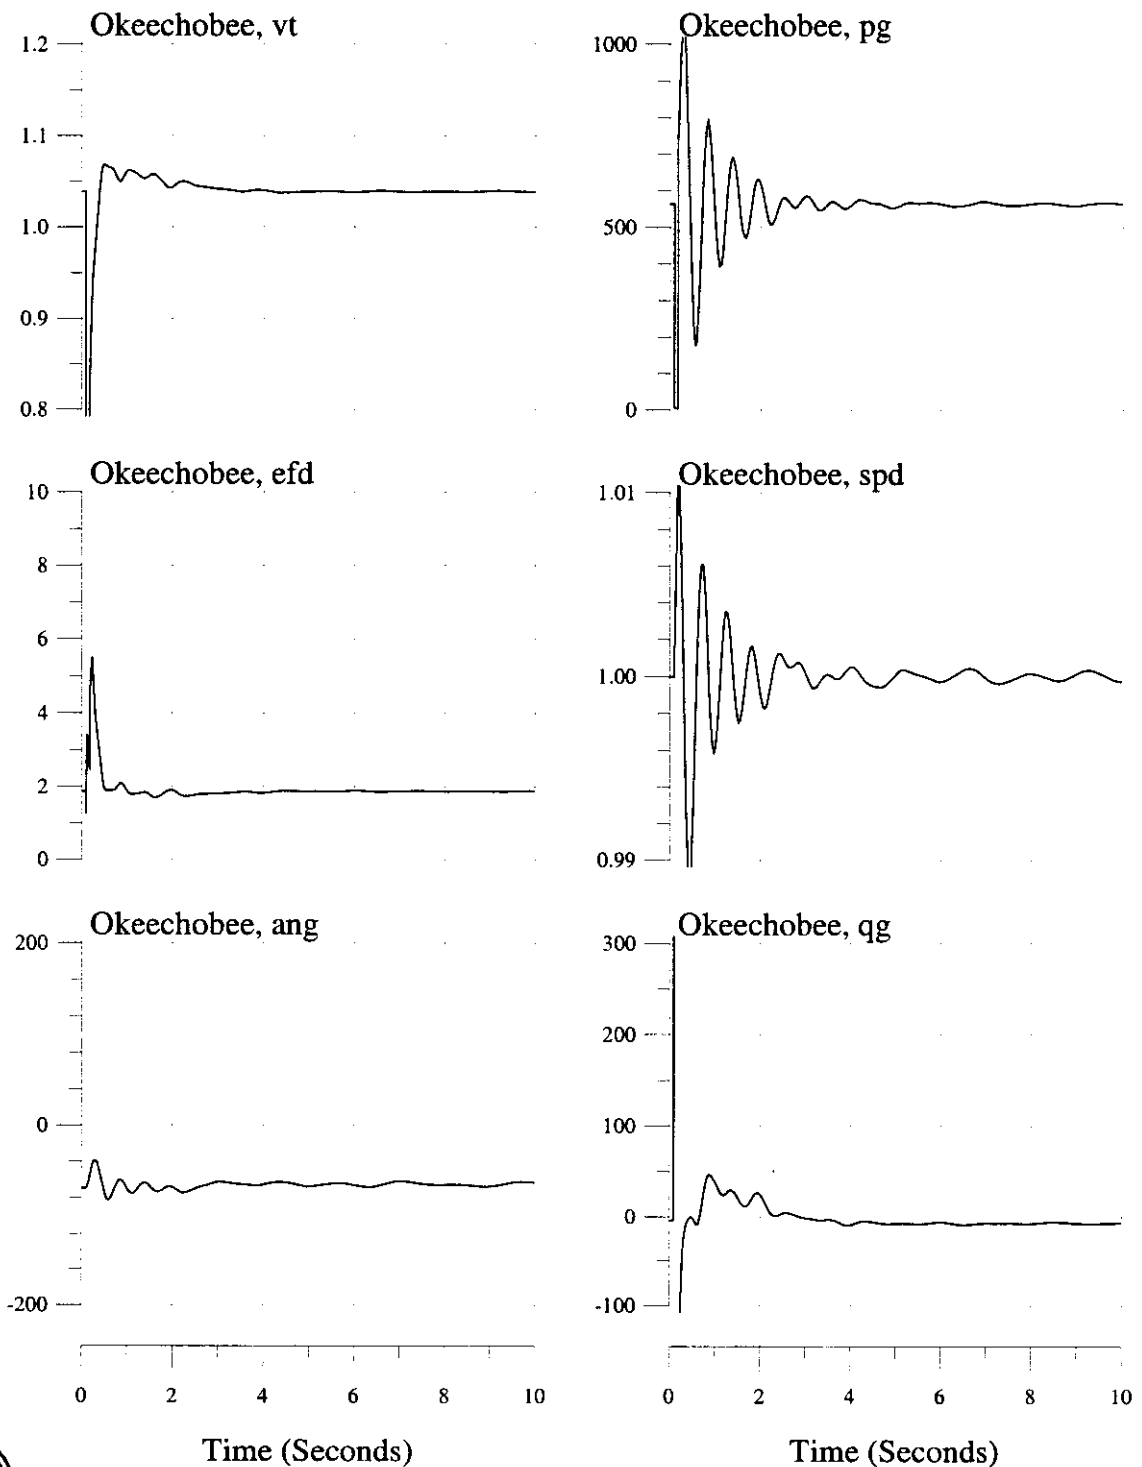 Okeechobee, vt
1.2
1.1
1.0
0.9
0.8
Okeechobee, pg
1000
500
0
Okeechobee, efd
10
8
6
4
2
0
Okeechobee, spd
1.01
1.00
0.99
Okeechobee, ang
200
0
-200
Okeechobee, qg
300
200
100
0
-100
0 2 4 6 8 10
Time (Seconds)
0 2 4 6 8 10
Time (Seconds)